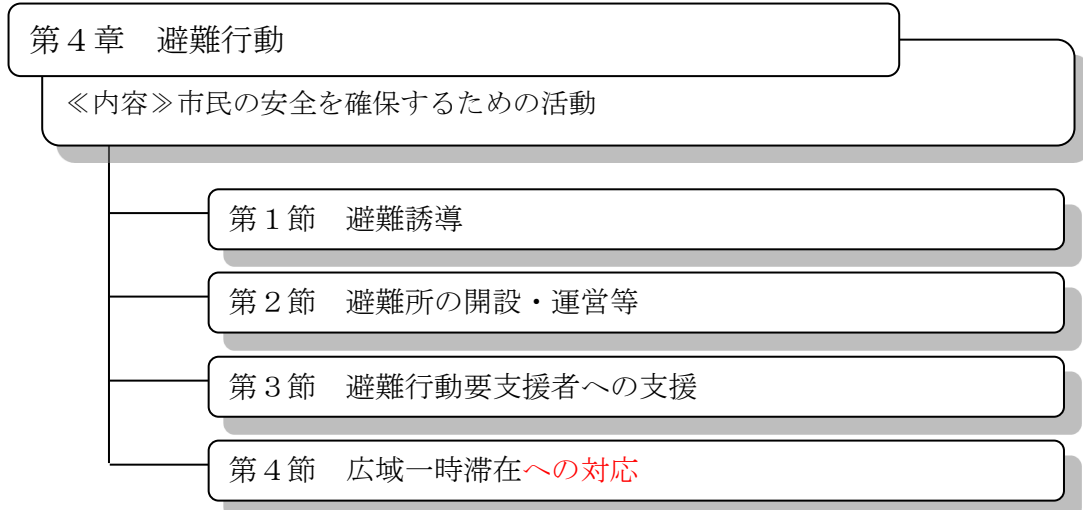 第４章　避難行動
≪内容≫市民の安全を確保するための活動
第１節　避難誘導
第２節　避難所の開設・運営等
第３節　避難行動要支援者への支援
第４節　広域一時滞在への対応